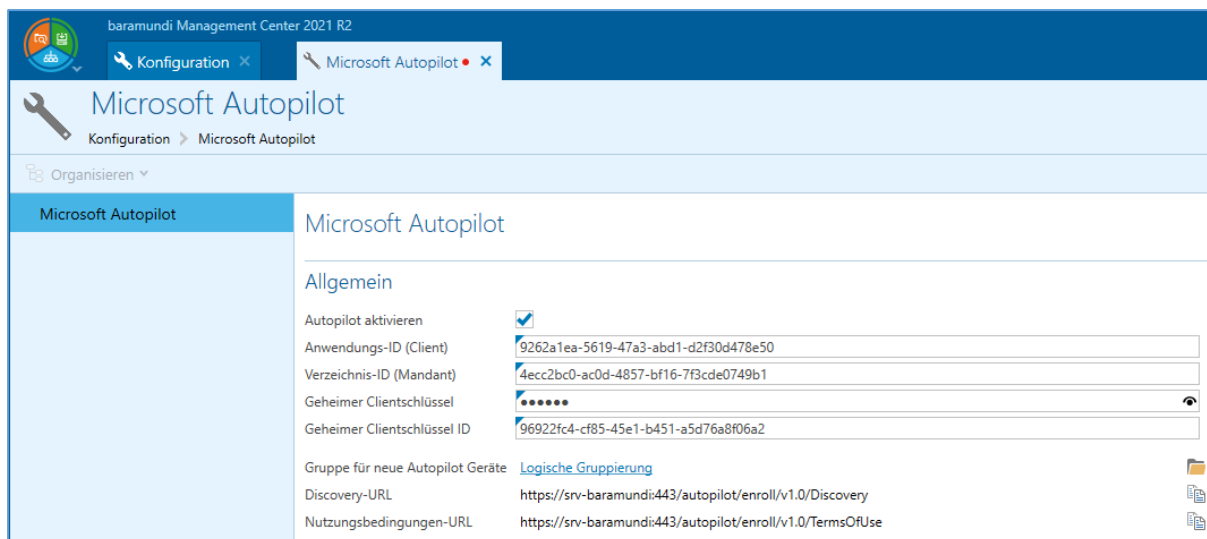 baramundi Management Center 2021 R2
Konfiguration
Microsoft Autopilot
Microsoft Autopilot
Konfiguration > Microsoft Autopilot
Organisieren
Microsoft Autopilot
Microsoft Autopilot
Allgemein
Autopilot aktivieren
Anwendungs-ID (Client) 9262a1ea-5619-47a3-abd1-d2f30d478e50
Verzeichnis-ID (Mandant) 4ecc2bc0-ac0d-4857-bf16-7f3cde0749b1
Geheimer Clientschlüssel ●●●●●●
Geheimer Clientschlüssel ID 96922fc4-cf85-45e1-b451-a5d76a8f06a2
Gruppe für neue Autopilot Geräte Logische Gruppierung
Discovery-URL https://srv-baramundi:443/autopilot/enroll/v1.0/Discovery
Nutzungsbedingungen-URL https://srv-baramundi:443/autopilot/enroll/v1.0/TermsOfUse